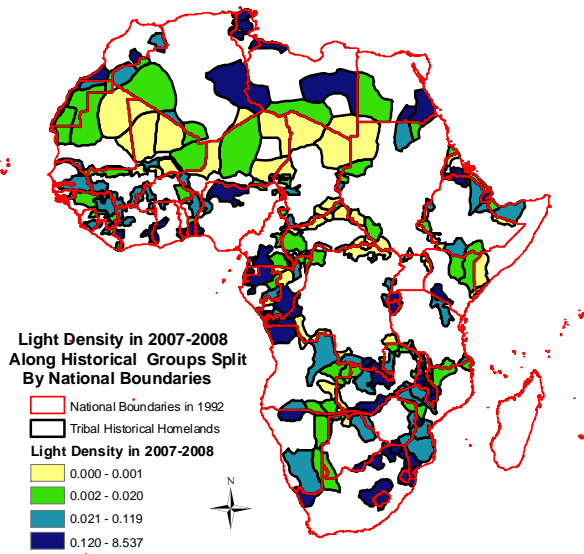 Light Density in 2007-2008
Along Historical Groups Split
By National Boundaries
National Boundaries in 1992
Tribal Historical Homelands
Light Density in 2007-2008
0.000 - 0.001
0.002 - 0.020
0.021 - 0.119
0.120 - 8.537
N